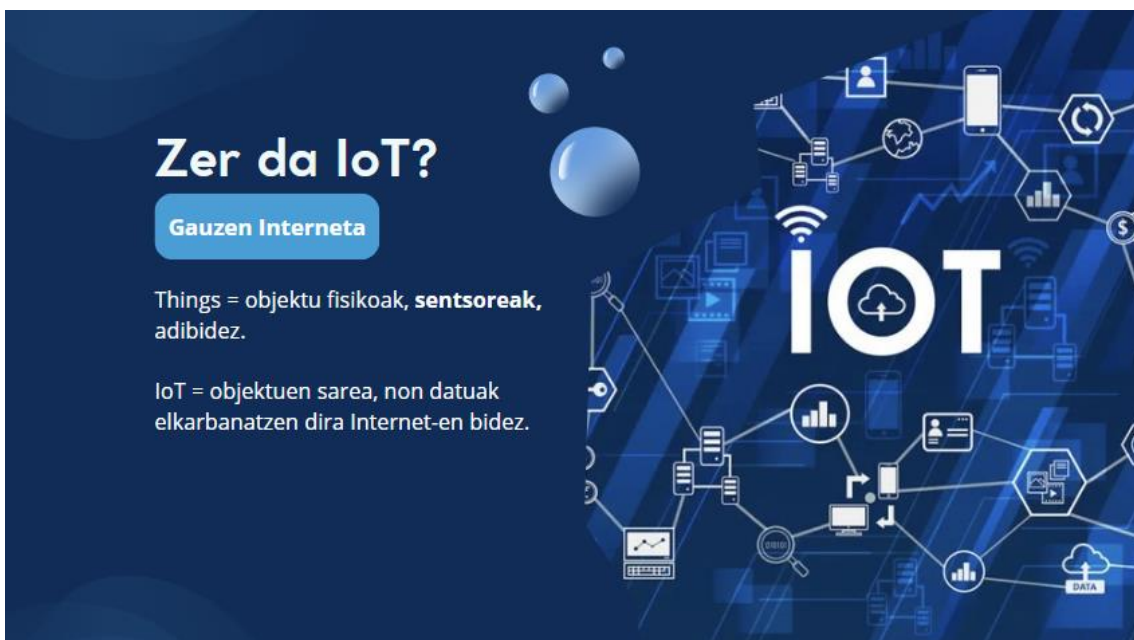 Zer da IoT?
Gauzen Interneta
Things = objektu fisikoak, sentsoreak,
adibidez.
IoT = objektuen sarea, non datuak
elkarbanatzen dira Internet-en bidez.
IOT
$
01010
DATA